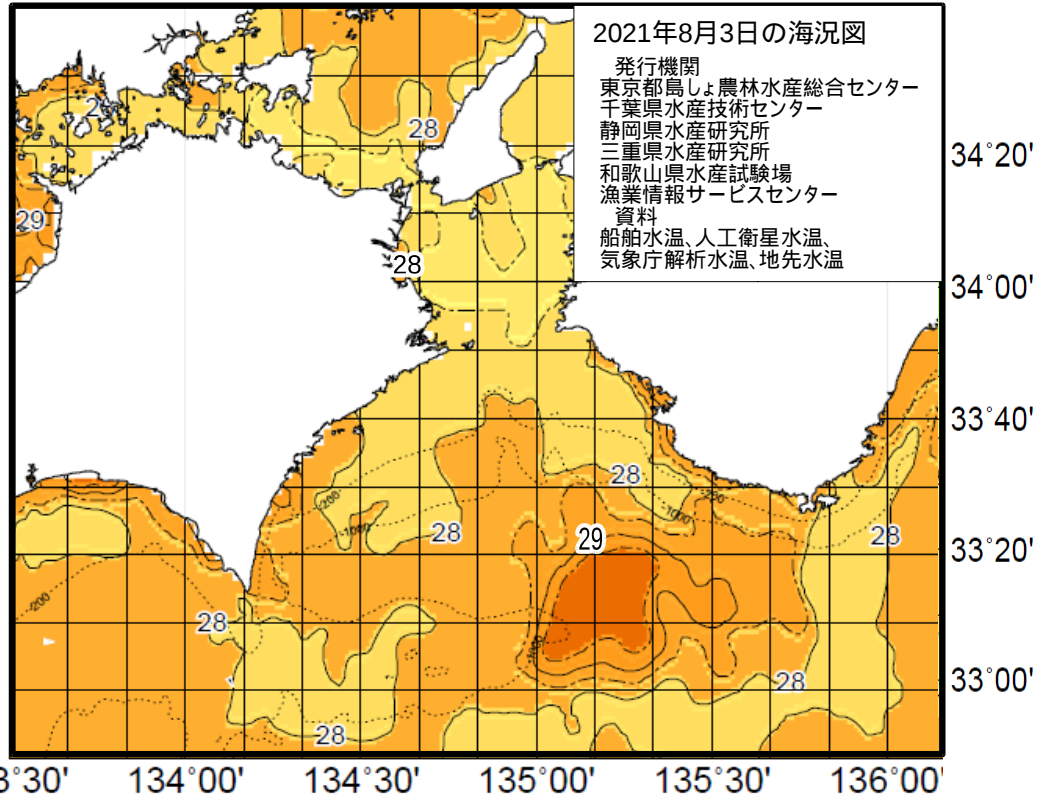 2021年8月3日の海況図
発行機関
東京都島しょ農林水産総合センター
千葉県水産技術センター
静岡県水産研究所
三重県水産研究所
和歌山県水産試験場
漁業情報サービスセンター
資料
船舶水温、人工衛星水温、
気象庁解析水温、地先水温
28
34°20'
29
28
34°00'
33°40'
28
-200
-200
-1000
-1000
28
29
28
33°20'
-200
28
28
33°00'
28
3°30'
134°00'
134°30'
135°00'
135°30'
136°00'